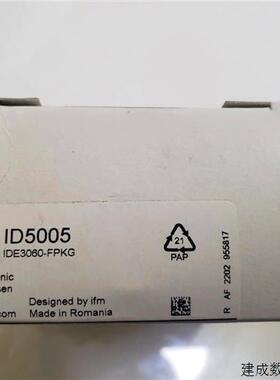 ID5005
IDE3060-FPKG
21
PAP
nic
sen
Designed by ifm
.com
Made in Romania
R AF 2202 955817
建成数